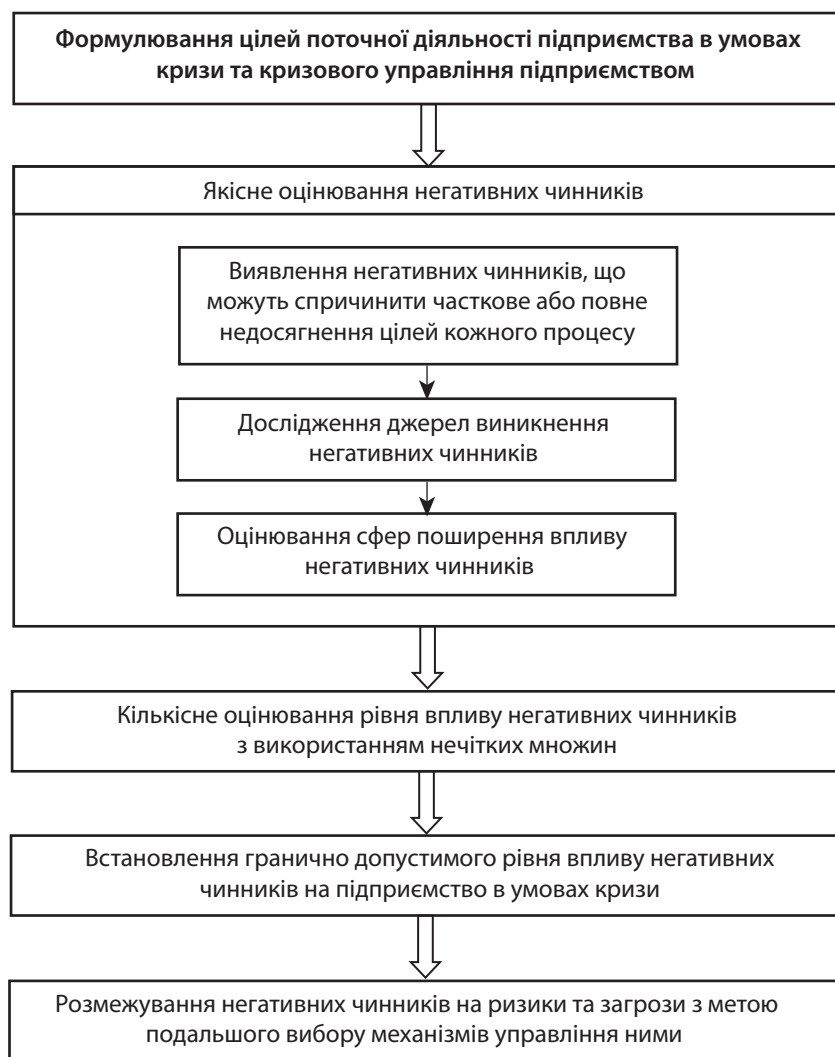 Формулювання цілей поточної діяльності підприємства в умовах
кризи та кризового управління підприємством
Якісне оцінювання негативних чинників
Виявлення негативних чинників, що
можуть спричинити часткове або повне
недосягнення цілей кожного процесу
Дослідження джерел виникнення
негативних чинників
Оцінювання сфер поширення впливу
негативних чинників
Кількісне оцінювання рівня впливу негативних чинників
з використанням нечітких множин
Встановлення гранично допустимого рівня впливу негативних
чинників на підприємство в умовах кризи
Розмежування негативних чинників на ризики та загрози з метою
подальшого вибору механізмів управління ними